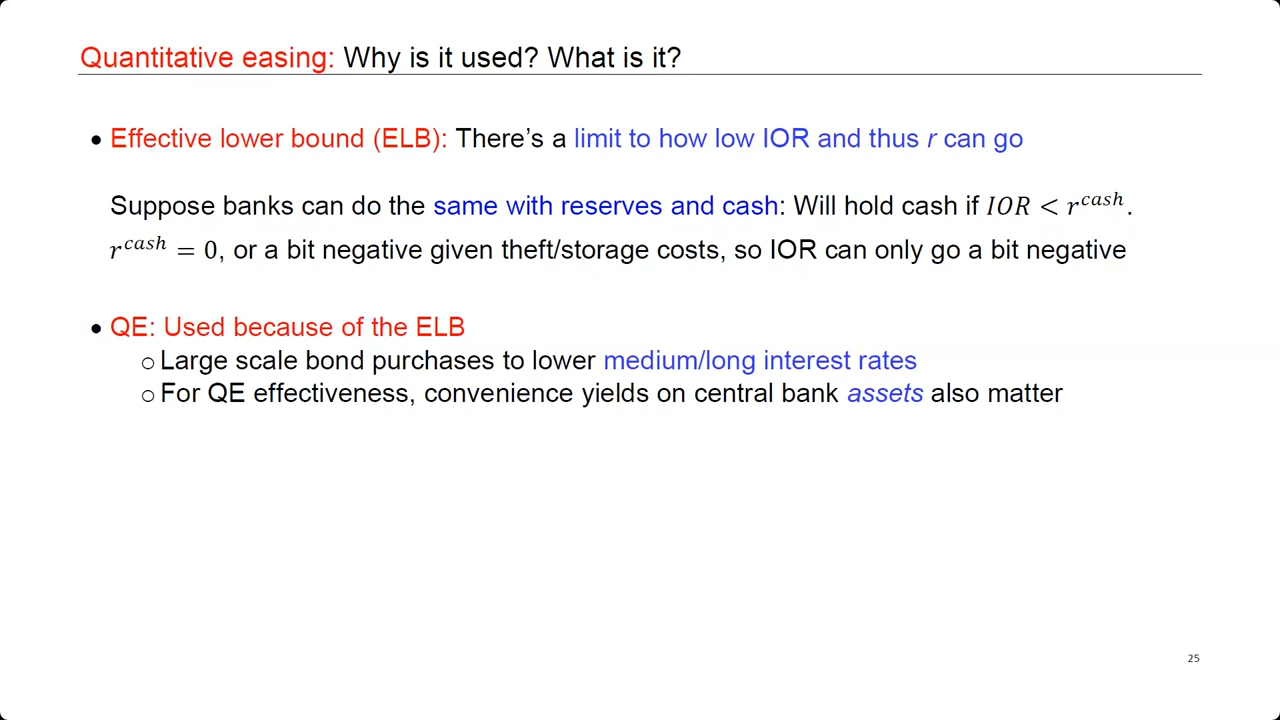 Quantitative easing: Why is it used? What is it?
• Effective lower bound (ELB): There’s a limit to how low IOR and thus r can go
Suppose banks can do the same with reserves and cash: Will hold cash if IOR < r^cash.
r^cash = 0, or a bit negative given theft/storage costs, so IOR can only go a bit negative
• QE: Used because of the ELB
○ Large scale bond purchases to lower medium/long interest rates
○ For QE effectiveness, convenience yields on central bank assets also matter
25